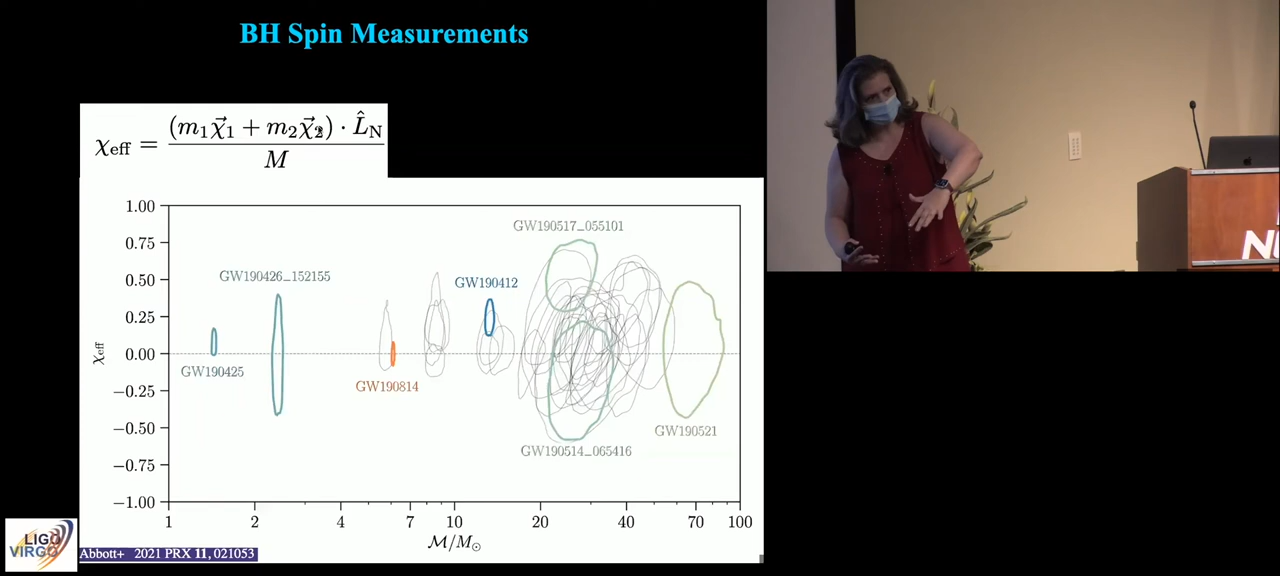 BH Spin Measurements
χeff = (m1χ⃗1 + m2χ⃗2) · L̂N / M
1.00
0.75
0.50
0.25
0.00
−0.25
−0.50
−0.75
−1.00
χeff
GW190517_055101
GW190426_152155
GW190412
GW190425
GW190814
GW190521
GW190514_065416
1
2
4
7
10
20
40
70
100
ℳ/M⊙
LIGO
VIRGO
Abbott+ 2021 PRX 11, 021053